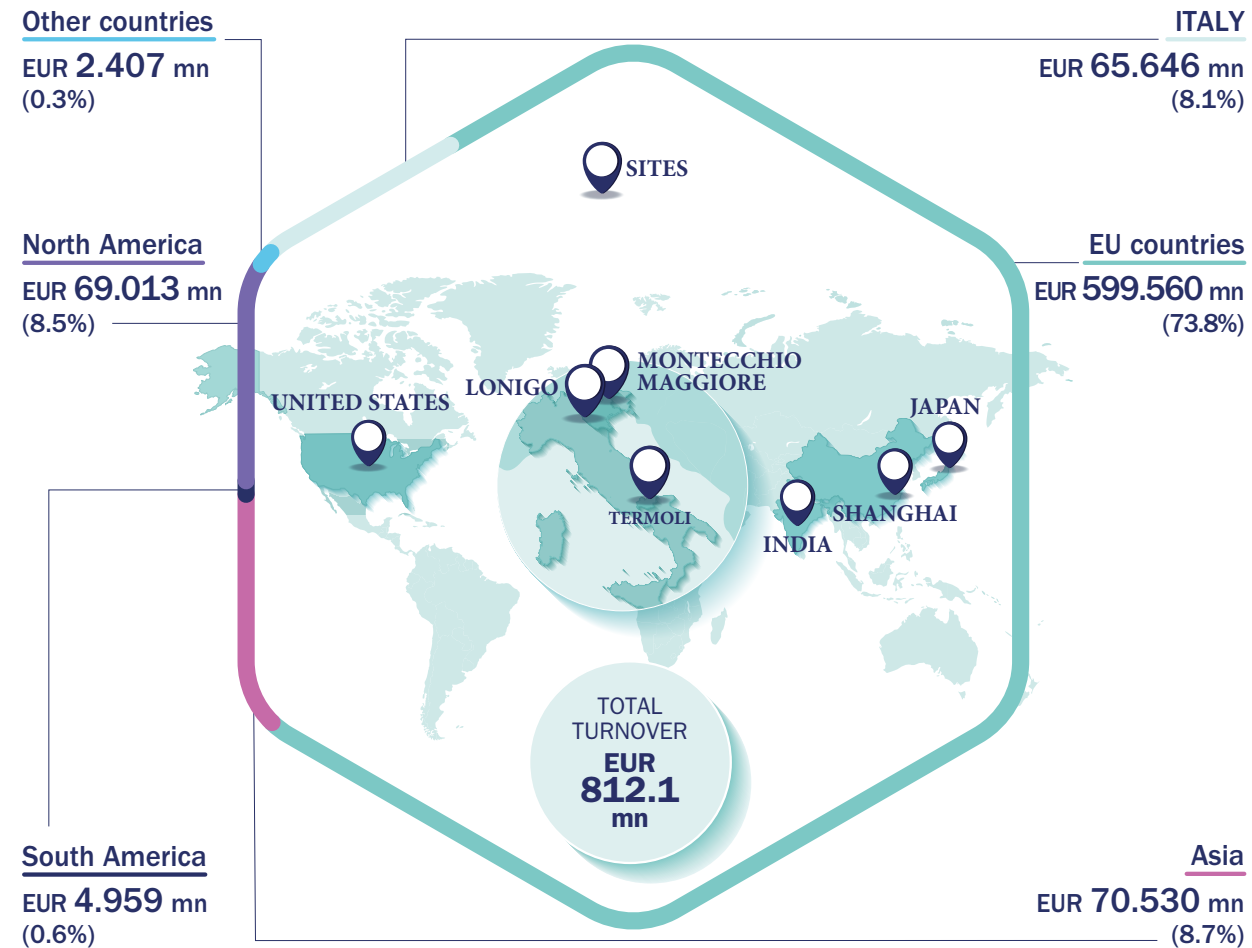 Other countries
EUR 2.407 mn
(0.3%)
ITALY
EUR 65.646 mn
(8.1%)
SITES
North America
EUR 69.013 mn
(8.5%)
EU countries
EUR 599.560 mn
(73.8%)
MONTECCHIO
MAGGIORE
LONIGO
UNITED STATES
JAPAN
TERMOLI
SHANGHAI
INDIA
TOTAL
TURNOVER
EUR
812.1
mn
South America
EUR 4.959 mn
(0.6%)
Asia
EUR 70.530 mn
(8.7%)